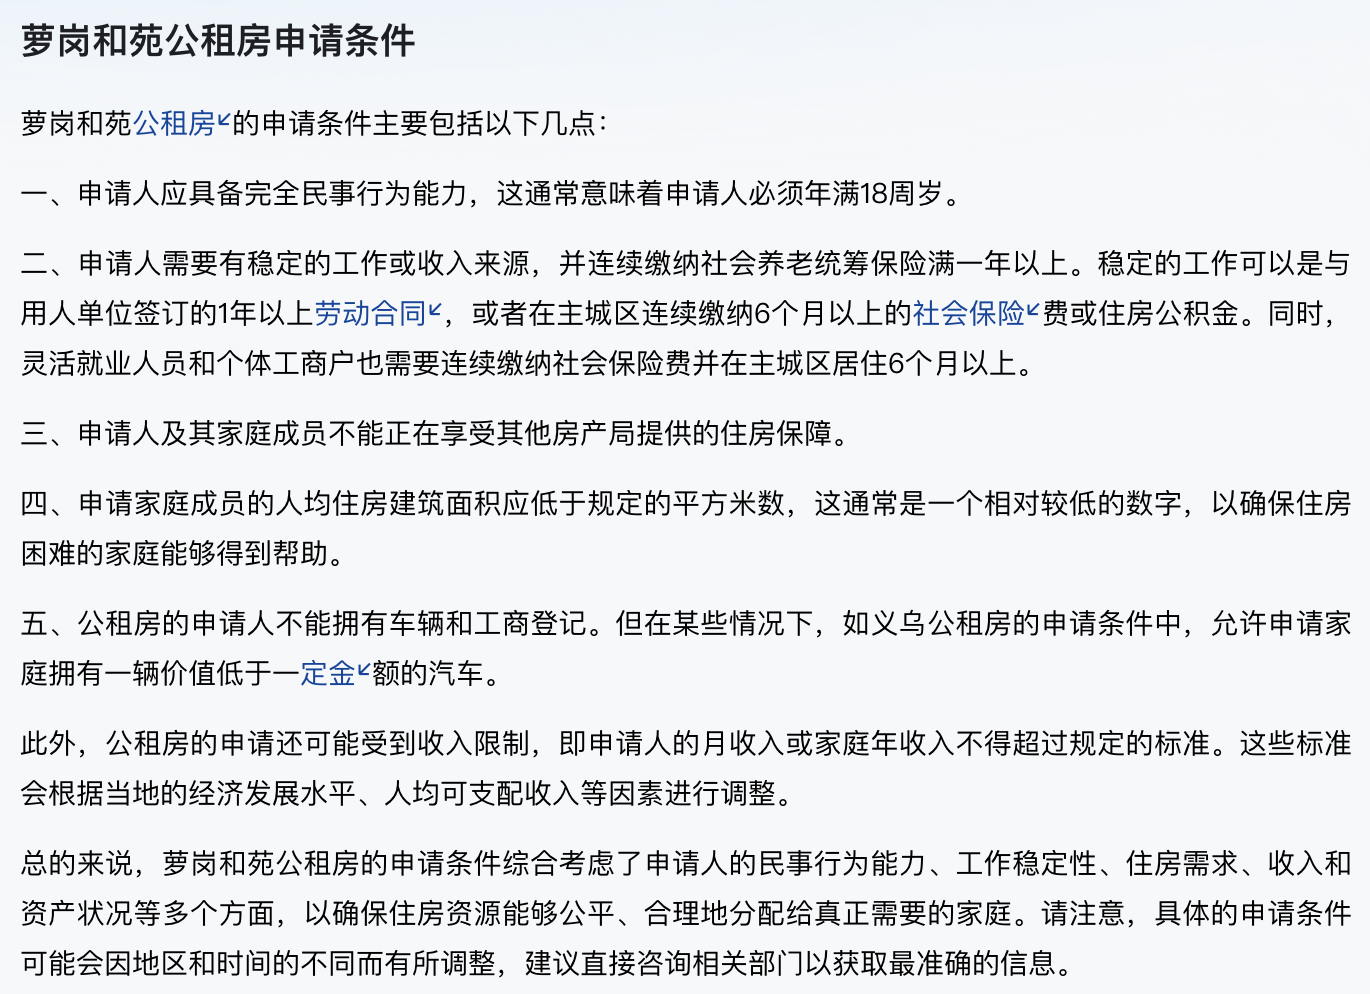 萝岗和苑公租房申请条件
萝岗和苑公租房的申请条件主要包括以下几点：
一、申请人应具备完全民事行为能力，这通常意味着申请人必须年满18周岁。
二、申请人需要有稳定的工作或收入来源，并连续缴纳社会养老统筹保险满一年以上。稳定的工作可以是与
用人单位签订的1年以上劳动合同，或者在主城区连续缴纳6个月以上的社会保险费或住房公积金。同时，
灵活就业人员和个体工商户也需要连续缴纳社会保险费并在主城区居住6个月以上。
三、申请人及其家庭成员不能正在享受其他房产局提供的住房保障。
四、申请家庭成员的人均住房建筑面积应低于规定的平方米数，这通常是一个相对较低的数字，以确保住房
困难的家庭能够得到帮助。
五、公租房的申请人不能拥有车辆和工商登记。但在某些情况下，如义乌公租房的申请条件中，允许申请家
庭拥有一辆价值低于一定金额的汽车。
此外，公租房的申请还可能受到收入限制，即申请人的月收入或家庭年收入不得超过规定的标准。这些标准
会根据当地的经济发展水平、人均可支配收入等因素进行调整。
总的来说，萝岗和苑公租房的申请条件综合考虑了申请人的民事行为能力、工作稳定性、住房需求、收入和
资产状况等多个方面，以确保住房资源能够公平、合理地分配给真正需要的家庭。请注意，具体的申请条件
可能会因地区和时间的不同而有所调整，建议直接咨询相关部门以获取最准确的信息。